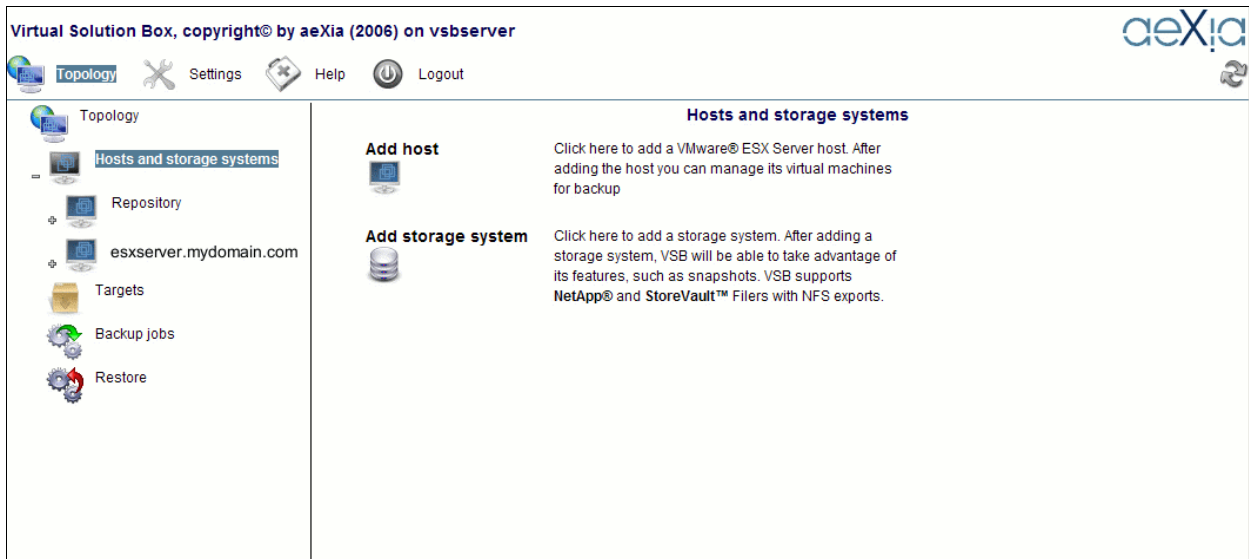 Virtual Solution Box, copyright© by aeXia (2006) on vsbserver
aeXia
Topology
Settings
Help
Logout
Topology
Hosts and storage systems
Repository
esxserver.mydomain.com
Targets
Backup jobs
Restore
Hosts and storage systems
Add host
Click here to add a VMware® ESX Server host. After
adding the host you can manage its virtual machines
for backup
Add storage system
Click here to add a storage system. After adding a
storage system, VSB will be able to take advantage of
its features, such as snapshots. VSB supports
NetApp® and StoreVault™ Filers with NFS exports.